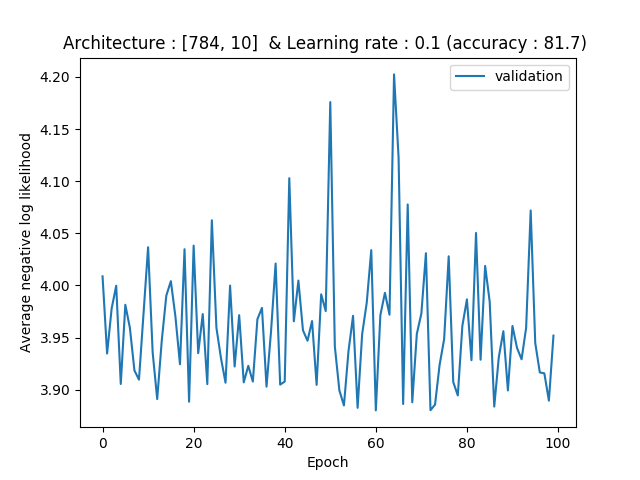 Architecture : [784, 10]  & Learning rate : 0.1 (accuracy : 81.7)
validation
4.20
4.15
4.10
4.05
4.00
3.95
3.90
Average negative log likelihood
0 20 40 60 80 100
Epoch